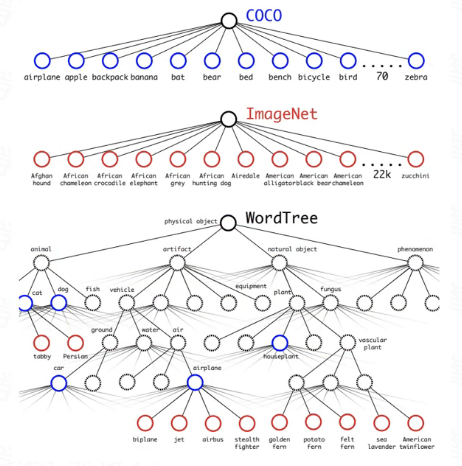 COCO
airplane apple backpack banana bat bear bed bench bicycle bird 70 zebra
ImageNet
Afghan hound African chameleon African crocodile African elephant African grey African hunting dog Airedale American alligator American black bear American chameleon 22k zucchini
physical object WordTree
animal artifact natural object phenomenon
cat dog fish vehicle equipment plant fungus
tabby Persian ground water air houseplant vascular plant
car airplane
biplane jet airbus stealth fighter golden fern potato fern felt fern sea lavender American twinflower